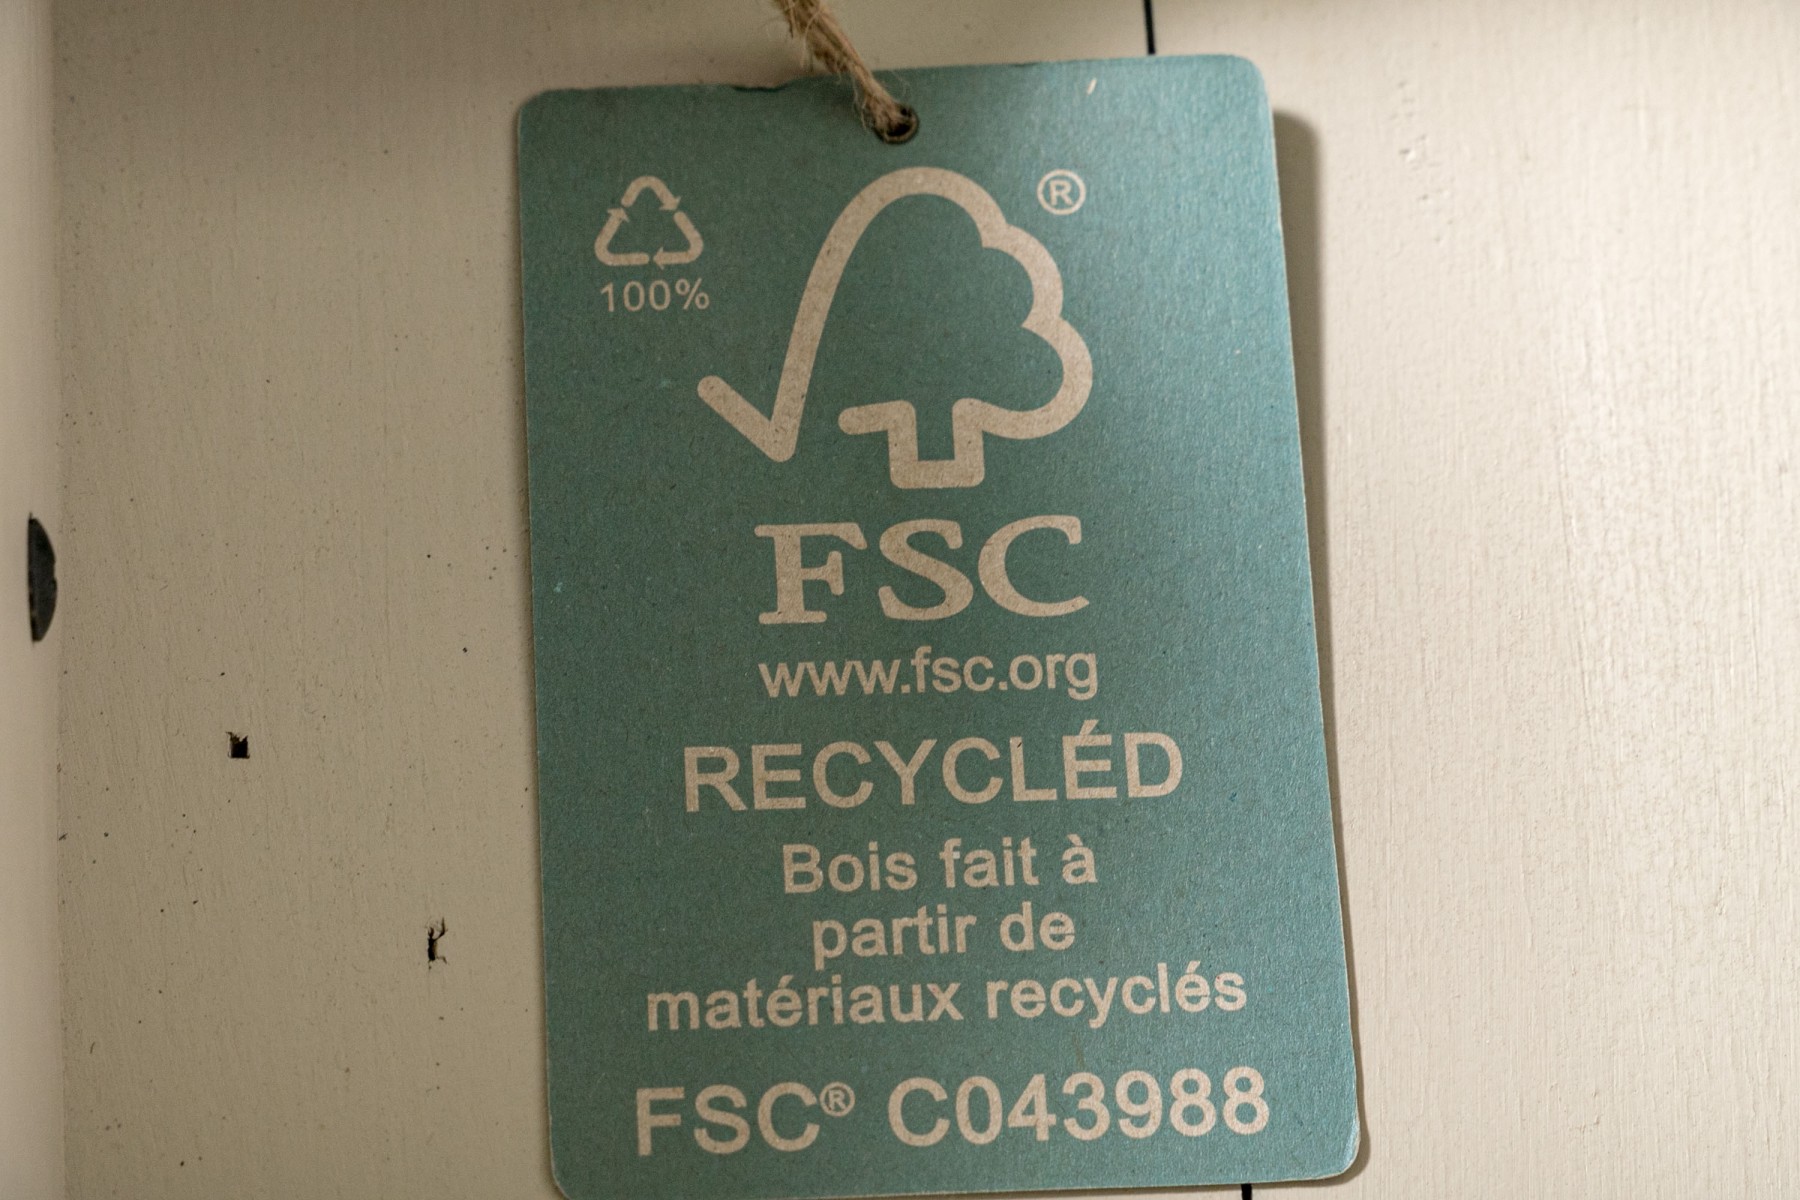 ®
100%
FSC
www.fsc.org
RECYCLÉD
Bois fait à
partir de
matériaux recyclés
FSC® C043988